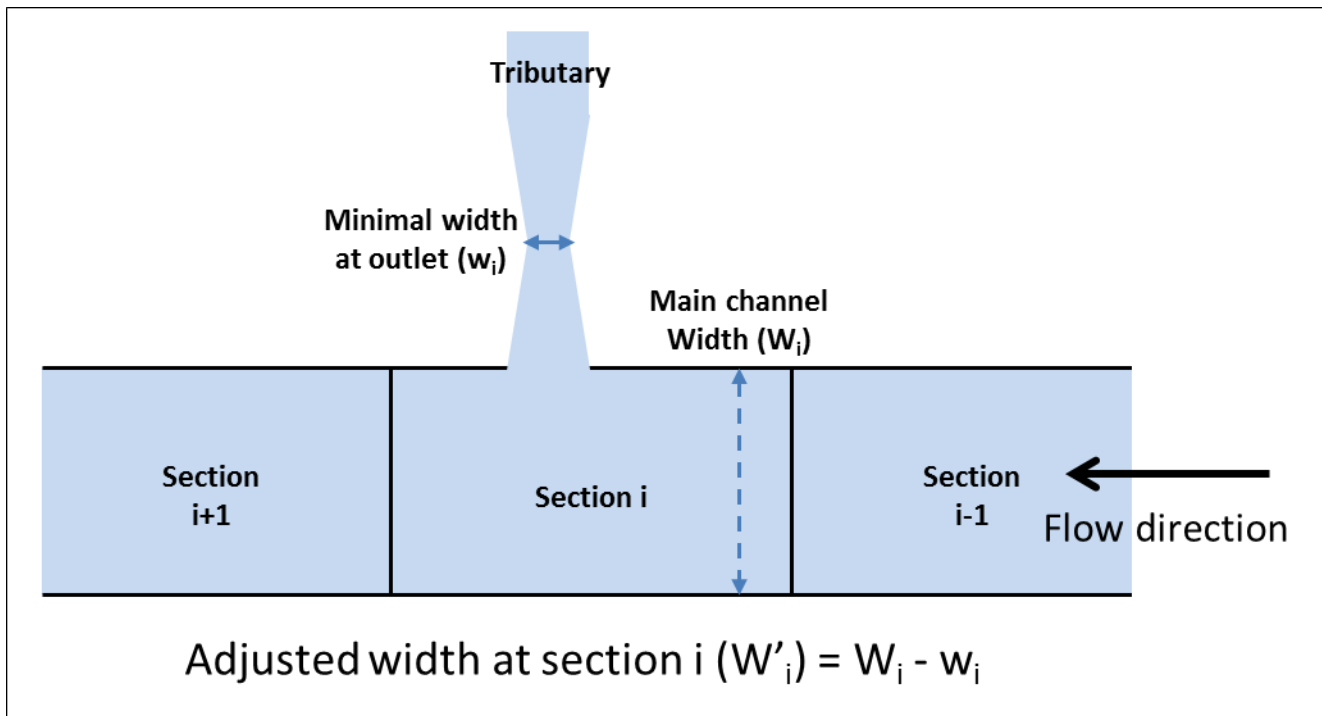 Tributary
Minimal width
at outlet (wᵢ)
Main channel
Width (Wᵢ)
Section
i+1
Section i
Section
i-1
Flow direction
Adjusted width at section i (W’ᵢ) = Wᵢ - wᵢ